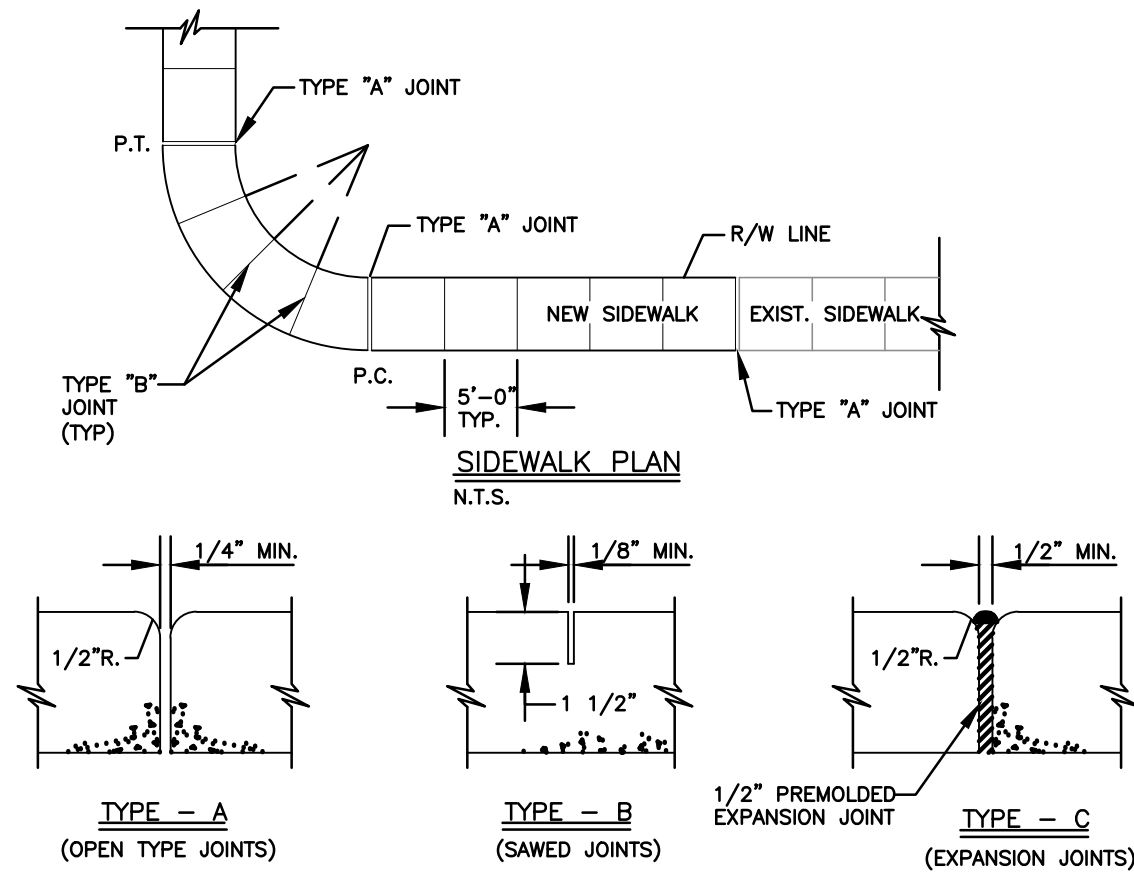 TYPE "A" JOINT
P.T.
TYPE "A" JOINT
R/W LINE
NEW SIDEWALK
EXIST. SIDEWALK
P.C.
TYPE "B"
JOINT
(TYP)
5'-0"
TYP.
TYPE "A" JOINT
SIDEWALK PLAN
N.T.S.
1/4" MIN.
1/2"R.
TYPE - A
(OPEN TYPE JOINTS)
1/8" MIN.
1 1/2"
TYPE - B
(SAWED JOINTS)
1/2" MIN.
1/2"R.
1/2" PREMOLDED
EXPANSION JOINT
TYPE - C
(EXPANSION JOINTS)